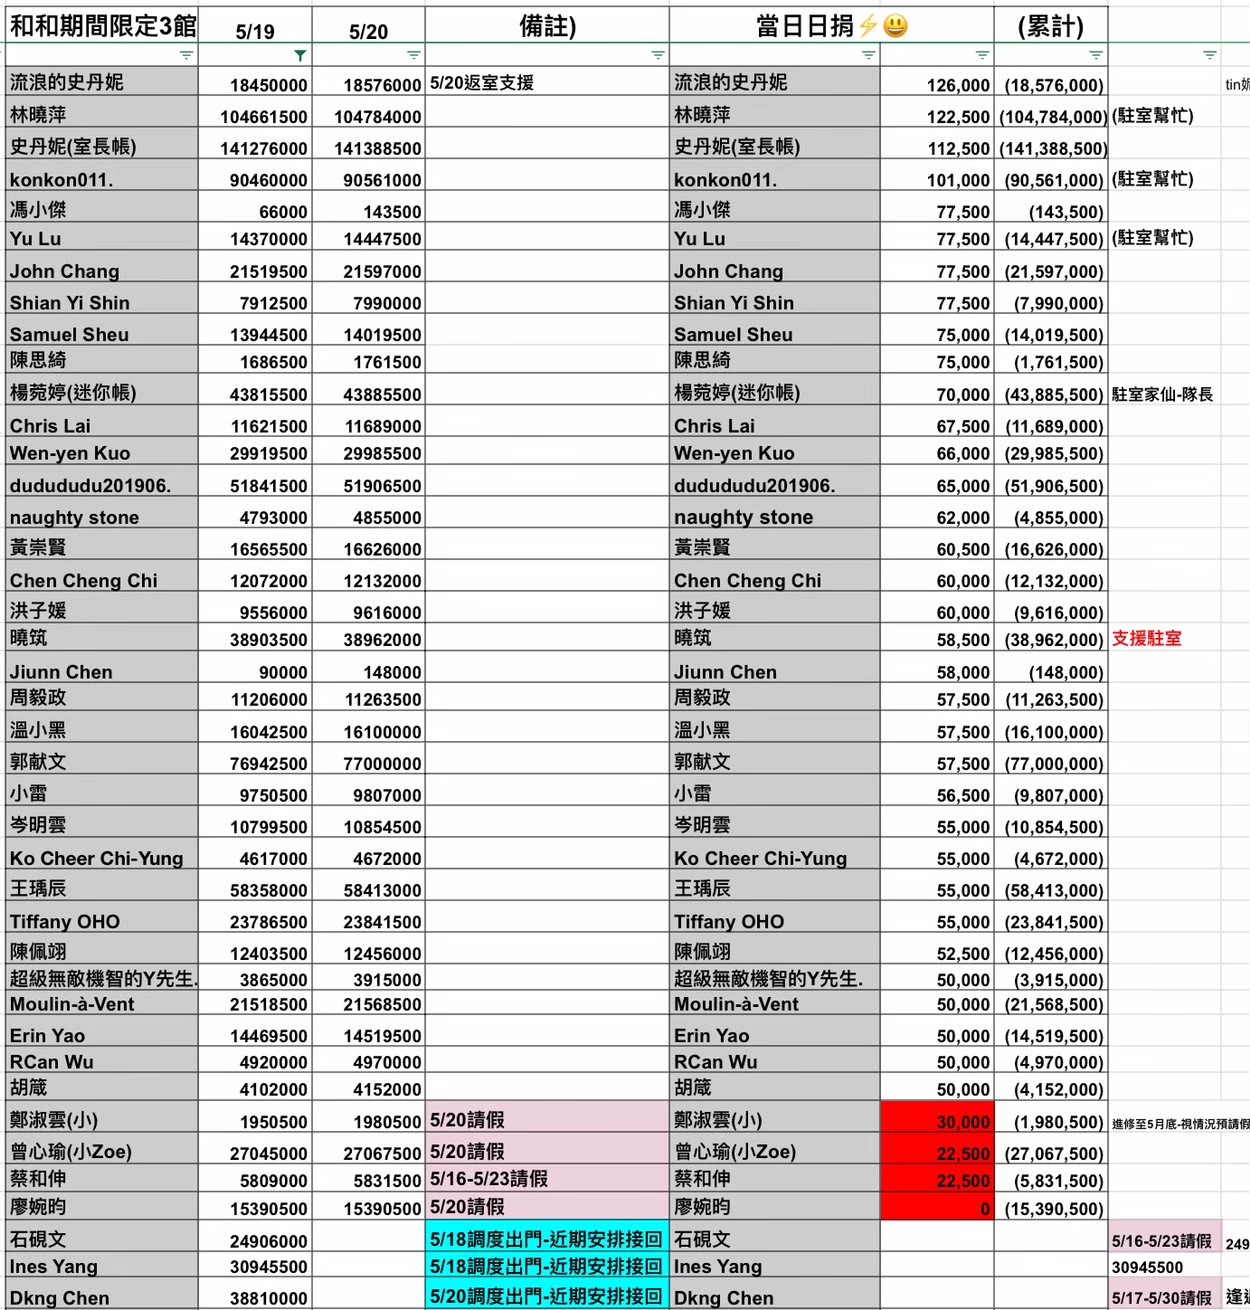 和和期間限定3館 5/19 5/20 備註) 當日日捐⚡😃 (累計)
流浪的史丹妮 18450000 18576000 5/20返室支援 流浪的史丹妮 126,000 (18,576,000) tin妮
林曉萍 104661500 104784000 林曉萍 122,500 (104,784,000) (駐室幫忙)
史丹妮(室長帳) 141276000 141388500 史丹妮(室長帳) 112,500 (141,388,500)
konkon011. 90460000 90561000 konkon011. 101,000 (90,561,000) (駐室幫忙)
馮小傑 66000 143500 馮小傑 77,500 (143,500)
Yu Lu 14370000 14447500 Yu Lu 77,500 (14,447,500) (駐室幫忙)
John Chang 21519500 21597000 John Chang 77,500 (21,597,000)
Shian Yi Shin 7912500 7990000 Shian Yi Shin 77,500 (7,990,000)
Samuel Sheu 13944500 14019500 Samuel Sheu 75,000 (14,019,500)
陳思綺 1686500 1761500 陳思綺 75,000 (1,761,500)
楊菀婷(迷你帳) 43815500 43885500 楊菀婷(迷你帳) 70,000 (43,885,500) 駐室家仙-隊長
Chris Lai 11621500 11689000 Chris Lai 67,500 (11,689,000)
Wen-yen Kuo 29919500 29985500 Wen-yen Kuo 66,000 (29,985,500)
dudududu201906. 51841500 51906500 dudududu201906. 65,000 (51,906,500)
naughty stone 4793000 4855000 naughty stone 62,000 (4,855,000)
黃崇賢 16565500 16626000 黃崇賢 60,500 (16,626,000)
Chen Cheng Chi 12072000 12132000 Chen Cheng Chi 60,000 (12,132,000)
洪子媛 9556000 9616000 洪子媛 60,000 (9,616,000)
曉筑 38903500 38962000 曉筑 58,500 (38,962,000) 支援駐室
Jiunn Chen 90000 148000 Jiunn Chen 58,000 (148,000)
周毅政 11206000 11263500 周毅政 57,500 (11,263,500)
溫小黑 16042500 16100000 溫小黑 57,500 (16,100,000)
郭献文 76942500 77000000 郭献文 57,500 (77,000,000)
小雷 9750500 9807000 小雷 56,500 (9,807,000)
岑明雲 10799500 10854500 岑明雲 55,000 (10,854,500)
Ko Cheer Chi-Yung 4617000 4672000 Ko Cheer Chi-Yung 55,000 (4,672,000)
王瑀辰 58358000 58413000 王瑀辰 55,000 (58,413,000)
Tiffany OHO 23786500 23841500 Tiffany OHO 55,000 (23,841,500)
陳佩翊 12403500 12456000 陳佩翊 52,500 (12,456,000)
超級無敵機智的Y先生. 3865000 3915000 超級無敵機智的Y先生. 50,000 (3,915,000)
Moulin-à-Vent 21518500 21568500 Moulin-à-Vent 50,000 (21,568,500)
Erin Yao 14469500 14519500 Erin Yao 50,000 (14,519,500)
RCan Wu 4920000 4970000 RCan Wu 50,000 (4,970,000)
胡箴 4102000 4152000 胡箴 50,000 (4,152,000)
鄭淑雲(小) 1950500 1980500 5/20請假 鄭淑雲(小) 30,000 (1,980,500) 進修至5月底-視情況預請假
曾心瑜(小Zoe) 27045000 27067500 5/20請假 曾心瑜(小Zoe) 22,500 (27,067,500)
蔡和伸 5809000 5831500 5/16-5/23請假 蔡和伸 22,500 (5,831,500)
廖婉昀 15390500 15390500 5/20請假 廖婉昀 0 (15,390,500)
石硯文 24906000 5/18調度出門-近期安排接回 石硯文 5/16-5/23請假 249
Ines Yang 30945500 5/18調度出門-近期安排接回 Ines Yang 30945500
Dkng Chen 38810000 5/20調度出門-近期安排接回 Dkng Chen 5/17-5/30請假